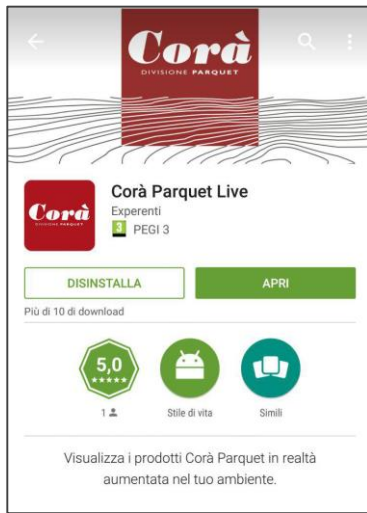 Corà
DIVISIONE PARQUET
Corà
DIVISIONE PARQUET
Corà Parquet Live
Experenti
3 PEGI 3
DISINSTALLA
APRI
Più di 10 di download
5,0
1
Stile di vita
Simili
Visualizza i prodotti Corà Parquet in realtà
aumentata nel tuo ambiente.